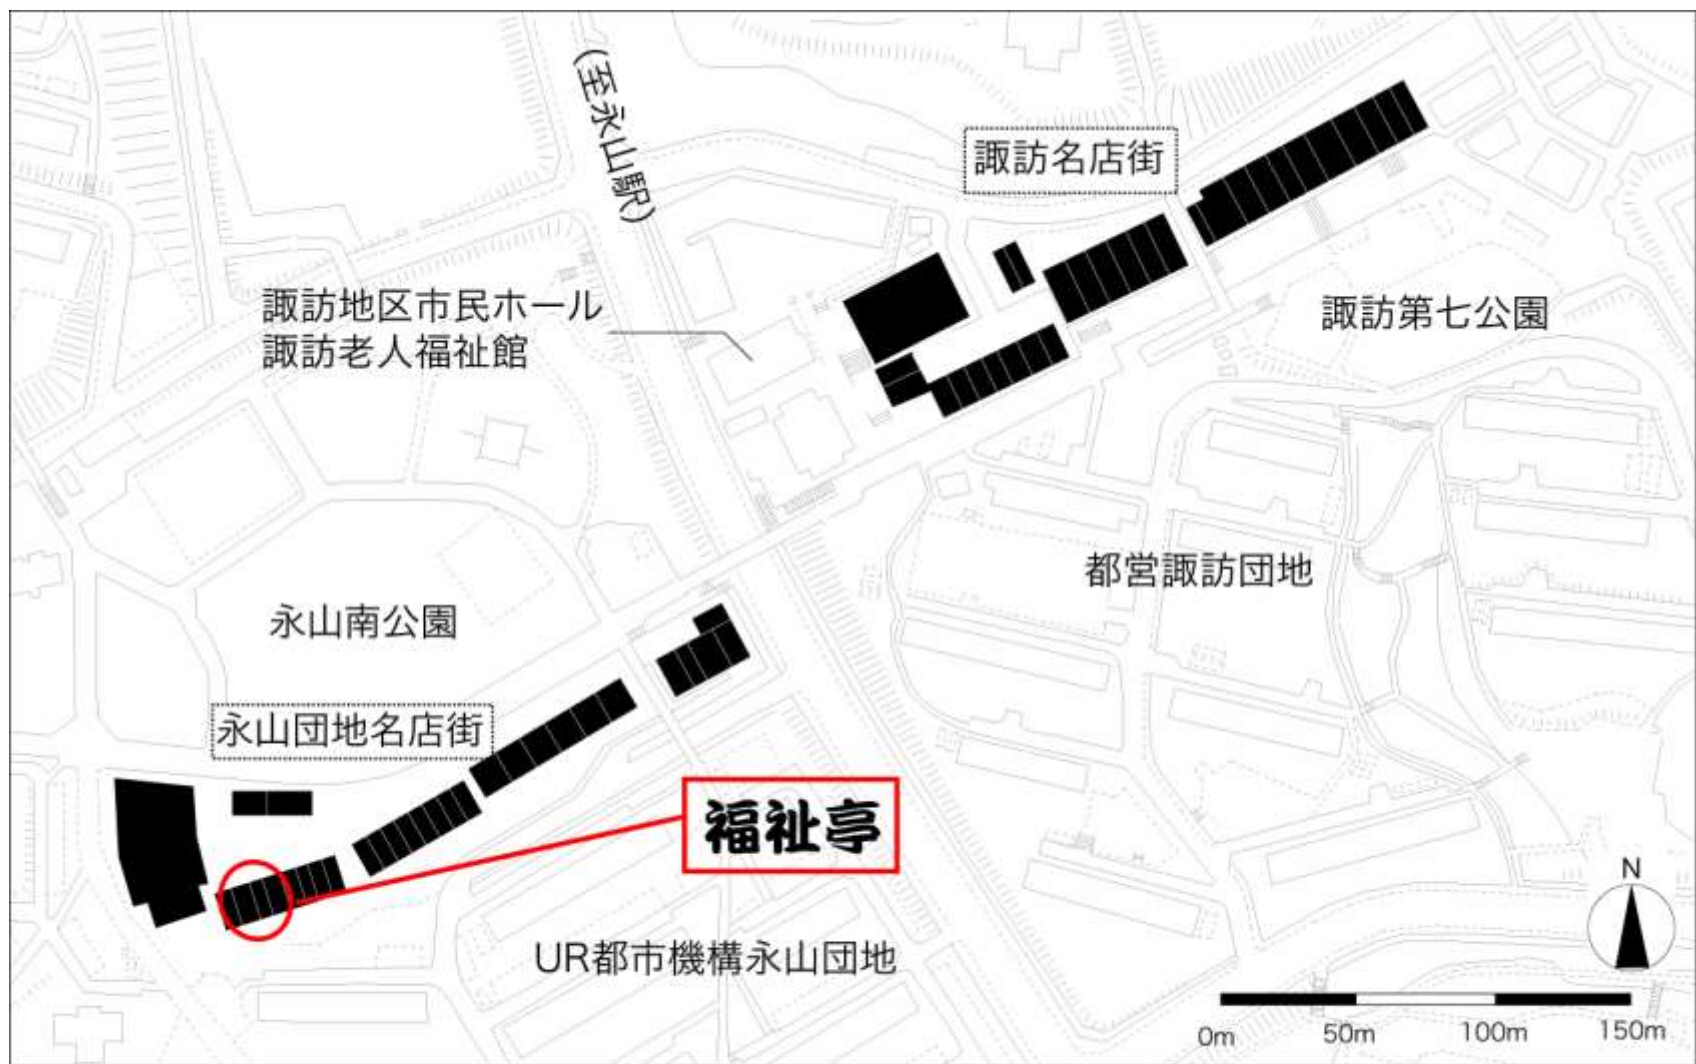 (至永山駅)
諏訪名店街
諏訪地区市民ホール
諏訪老人福祉館
諏訪第七公園
都営諏訪団地
永山南公園
永山団地名店街
福祉亭
UR都市機構永山団地
N
0m 50m 100m 150m